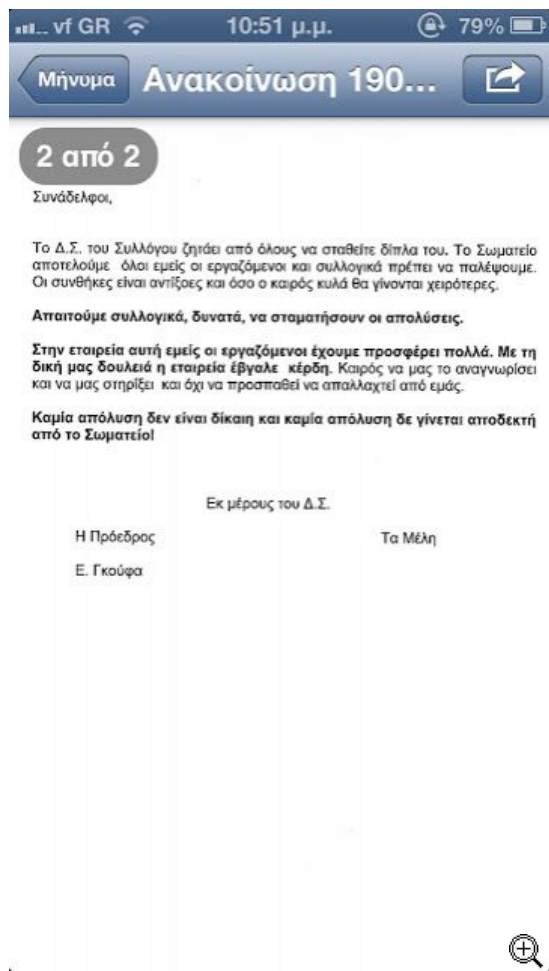 vf GR 10:51 μ.μ. 79%
Μήνυμα Ανακοίνωση 190...
2 από 2
Συνάδελφοι,
Το Δ.Σ. του Συλλόγου ζητάει από όλους να σταθείτε δίπλα του. Το Σωματείο
αποτελούμε όλοι εμείς οι εργαζόμενοι και συλλογικά πρέπει να παλέψουμε.
Οι συνθήκες είναι αντίξοες και όσο ο καιρός κυλά θα γίνονται χειρότερες.
Απαιτούμε συλλογικά, δυνατά, να σταματήσουν οι απολύσεις.
Στην εταιρεία αυτή εμείς οι εργαζόμενοι έχουμε προσφέρει πολλά. Με τη
δική μας δουλειά η εταιρεία έβγαλε κέρδη. Καιρός να μας το αναγνωρίσει
και να μας στηρίξει και όχι να προσπαθεί να απαλλαχτεί από εμάς.
Καμία απόλυση δεν είναι δίκαιη και καμία απόλυση δε γίνεται αποδεκτή
από το Σωματείο!
Εκ μέρους του Δ.Σ.
Η Πρόεδρος Τα Μέλη
Ε. Γκούφα